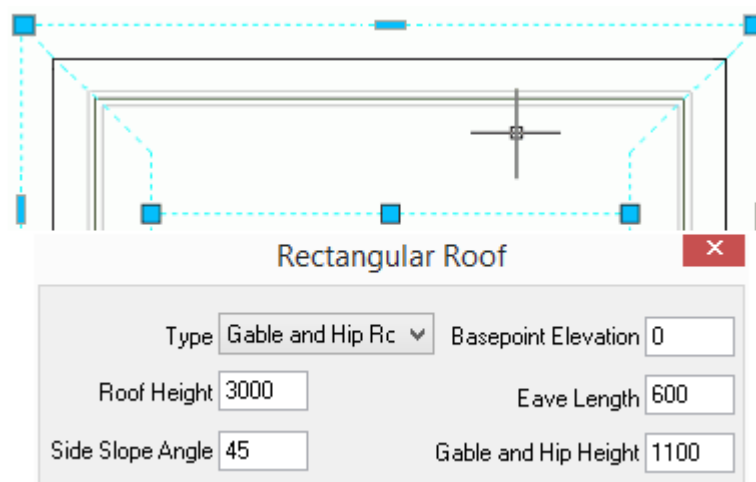 Rectangular Roof
Type Gable and Hip Rc Basepoint Elevation 0
Roof Height 3000 Eave Length 600
Side Slope Angle 45 Gable and Hip Height 1100